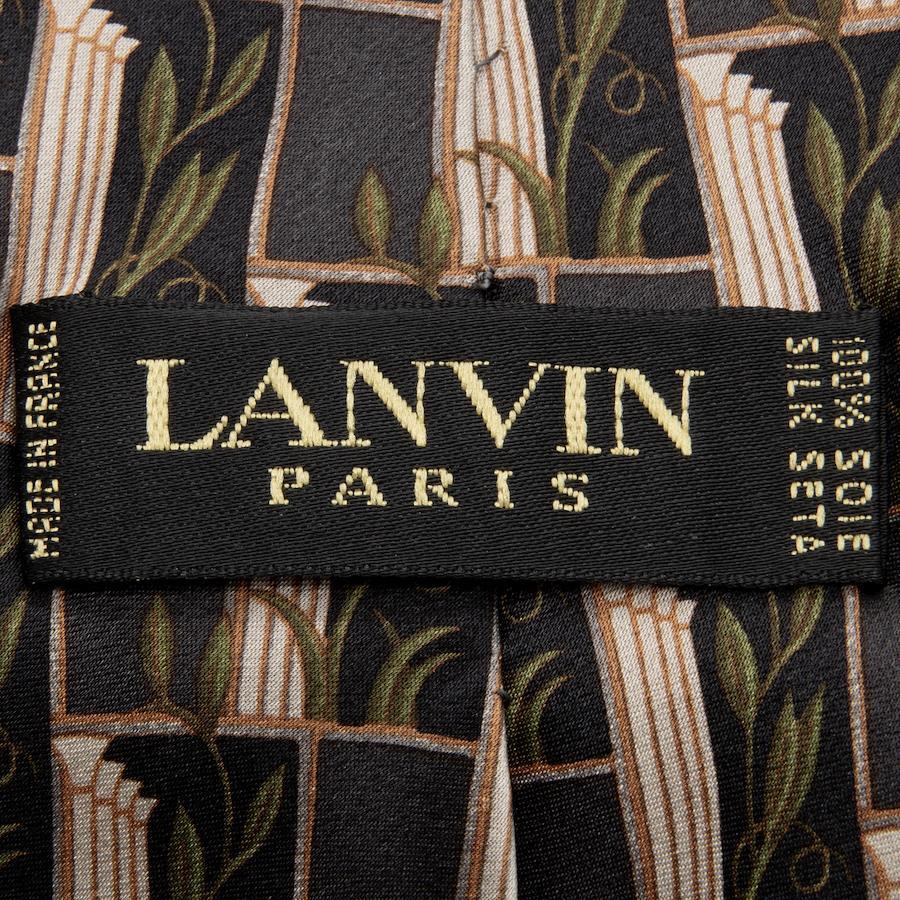 MADE IN FRANCE
LANVIN
PARIS
100% SOIE
SILK SETA